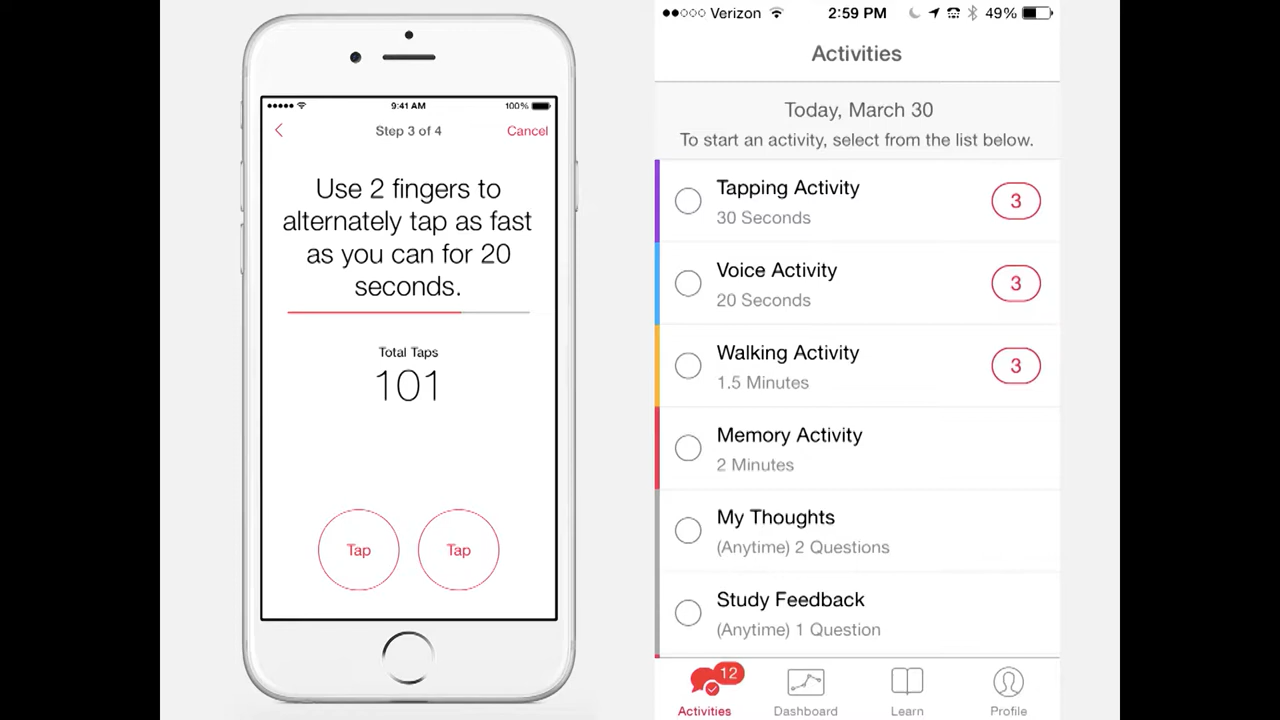 9:41 AM
100%
Step 3 of 4
Cancel
Use 2 fingers to
alternately tap as fast
as you can for 20
seconds.
Total Taps
101
Tap
Tap
Verizon
2:59 PM
49%
Activities
Today, March 30
To start an activity, select from the list below.
Tapping Activity
30 Seconds
3
Voice Activity
20 Seconds
3
Walking Activity
1.5 Minutes
3
Memory Activity
2 Minutes
My Thoughts
(Anytime) 2 Questions
Study Feedback
(Anytime) 1 Question
12
Activities
Dashboard
Learn
Profile